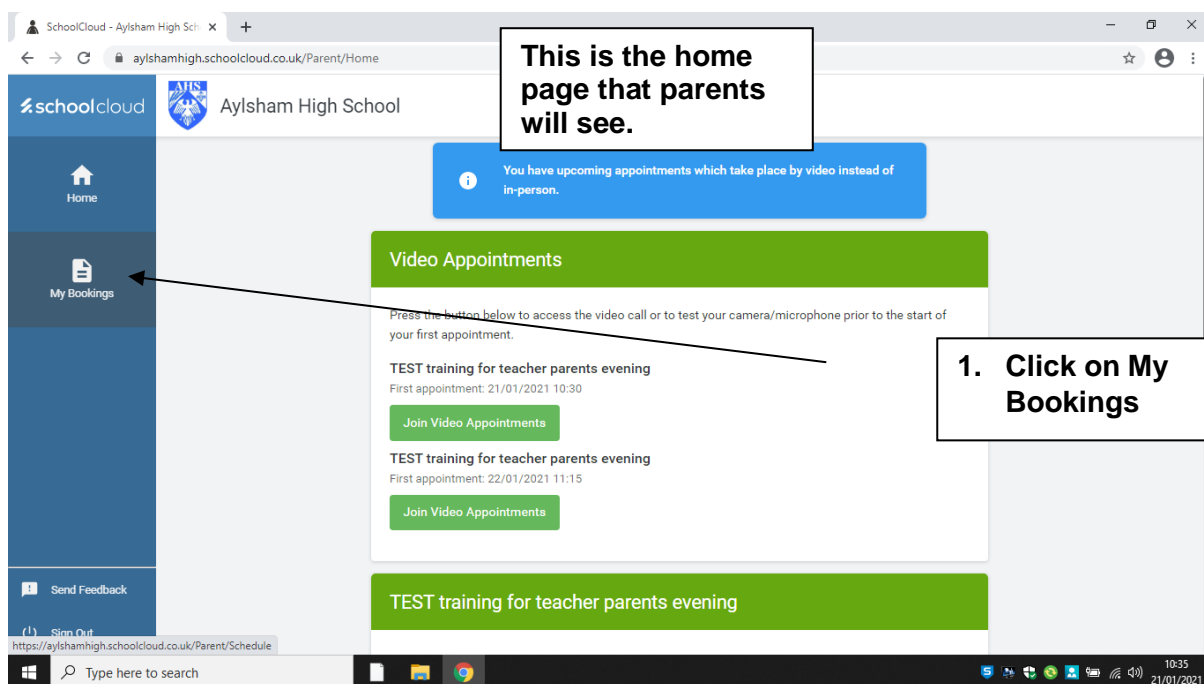 SchoolCloud - Aylsham High Sch
aylshamhigh.schoolcloud.co.uk/Parent/Home
This is the home
page that parents
will see.
schoolcloud
AHS
Aylsham High School
You have upcoming appointments which take place by video instead of
in-person.
Home
My Bookings
Video Appointments
Press the button below to access the video call or to test your camera/microphone prior to the start of
your first appointment.
TEST training for teacher parents evening
First appointment: 21/01/2021 10:30
Join Video Appointments
TEST training for teacher parents evening
First appointment: 22/01/2021 11:15
Join Video Appointments
1. Click on My
Bookings
Send Feedback
TEST training for teacher parents evening
Sign Out
https://aylshamhigh.schoolcloud.co.uk/Parent/Schedule
Type here to search
10:35
21/01/2021